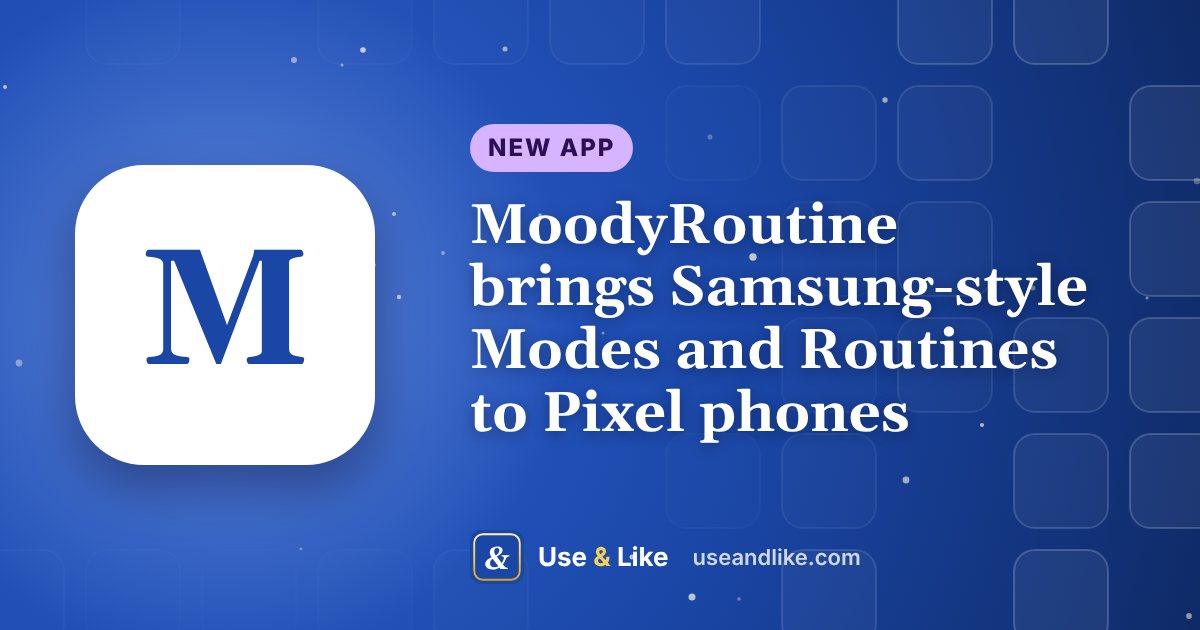 M
NEW APP
MoodyRoutine
brings Samsung-style
Modes and Routines
to Pixel phones
& Use & Like useandlike.com